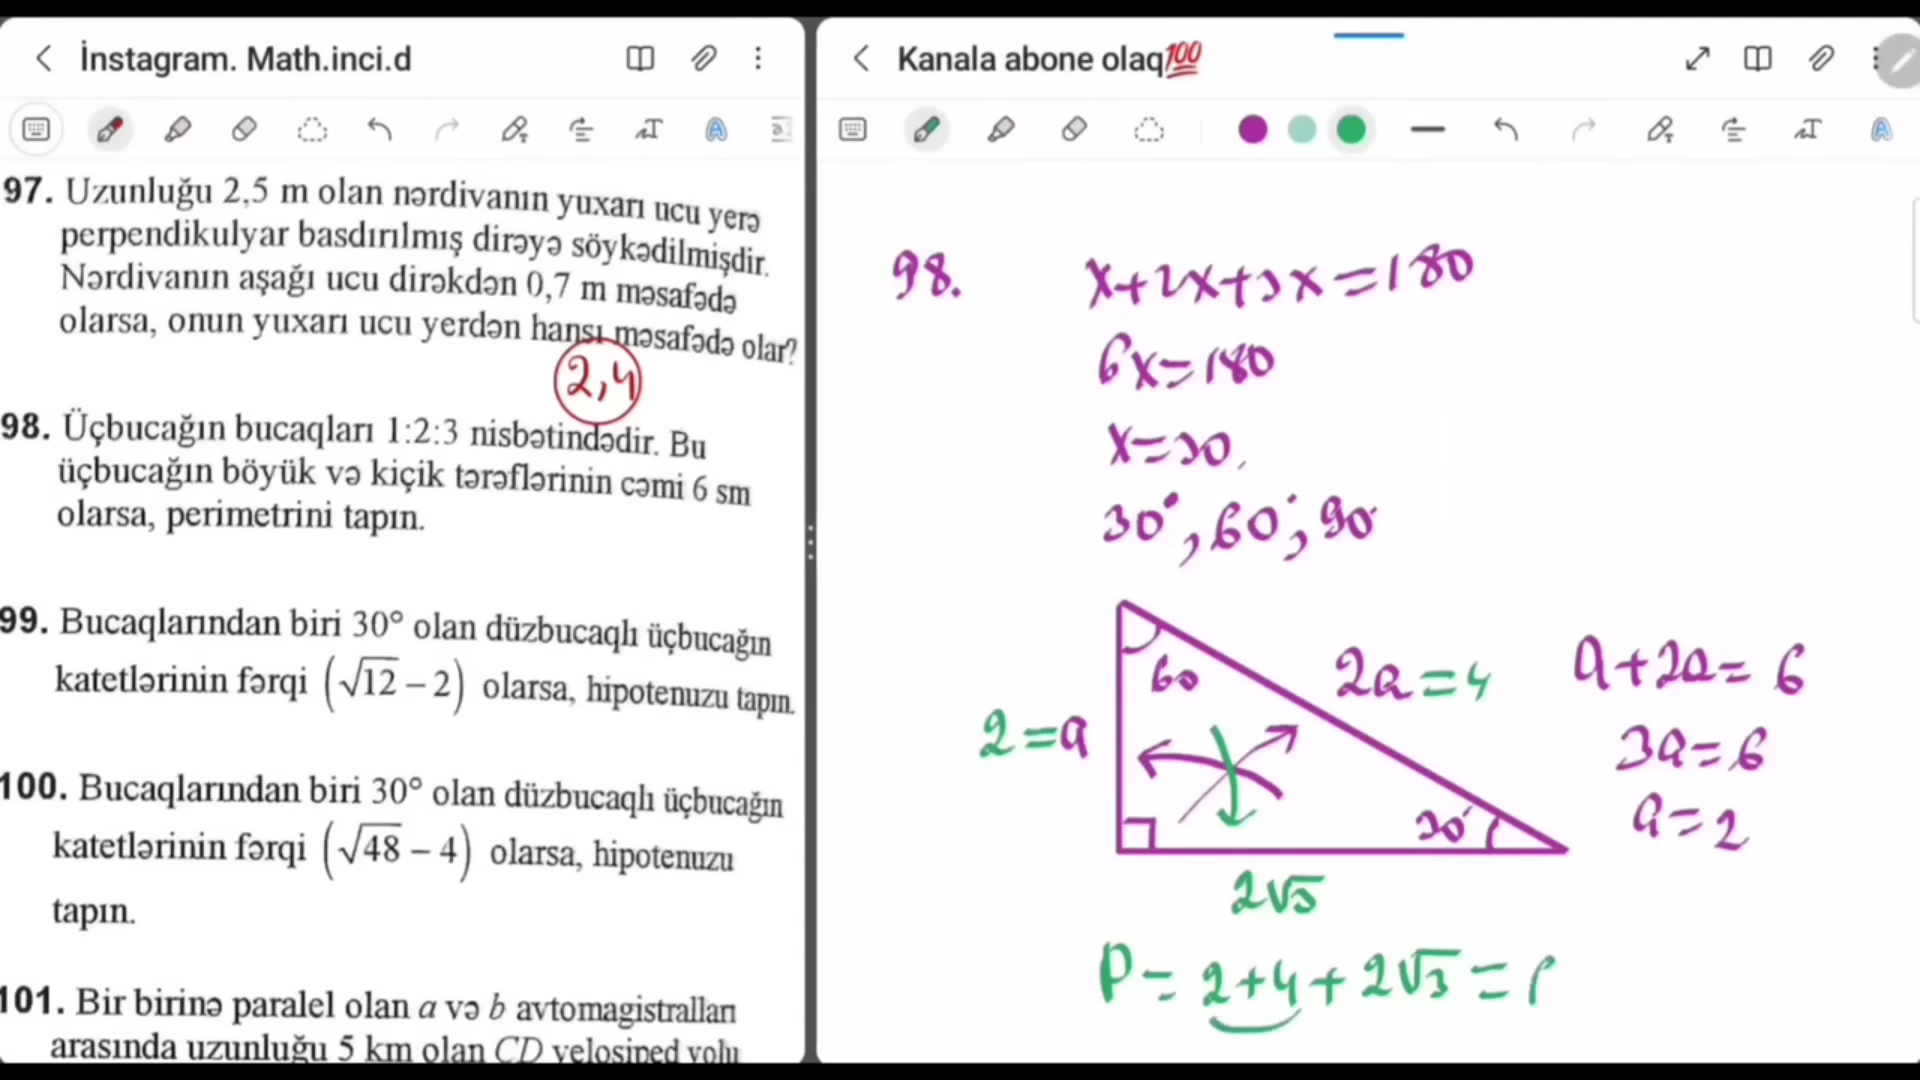 İnstagram. Math.inci.d
97. Uzunluğu 2,5 m olan nərdivanın yuxarı ucu yerə
perpendikulyar basdırılmış dirəyə söykədilmişdir.
Nərdivanın aşağı ucu dirəkdən 0,7 m məsafədə
olarsa, onun yuxarı ucu yerdən hansı məsafədə olar?
2,4
98. Üçbucağın bucaqları 1:2:3 nisbətindədir. Bu
üçbucağın böyük və kiçik tərəflərinin cəmi 6 sm
olarsa, perimetrini tapın.
99. Bucaqlarından biri 30° olan düzbucaqlı üçbucağın
katetlərinin fərqi (√12 – 2) olarsa, hipotenuzu tapın.
100. Bucaqlarından biri 30° olan düzbucaqlı üçbucağın
katetlərinin fərqi (√48 – 4) olarsa, hipotenuzu
tapın.
101. Bir birinə paralel olan a və b avtomagistralları
arasında uzunluğu 5 km olan CD velosiped yolu
Kanala abone olaq💯
98. x+2x+3x=180
6x=180
x=30
30°, 60°, 90°
60
2a=4
a+2a=6
2=a
3a=6
30°
a=2
2√3
P=2+4+2√3=